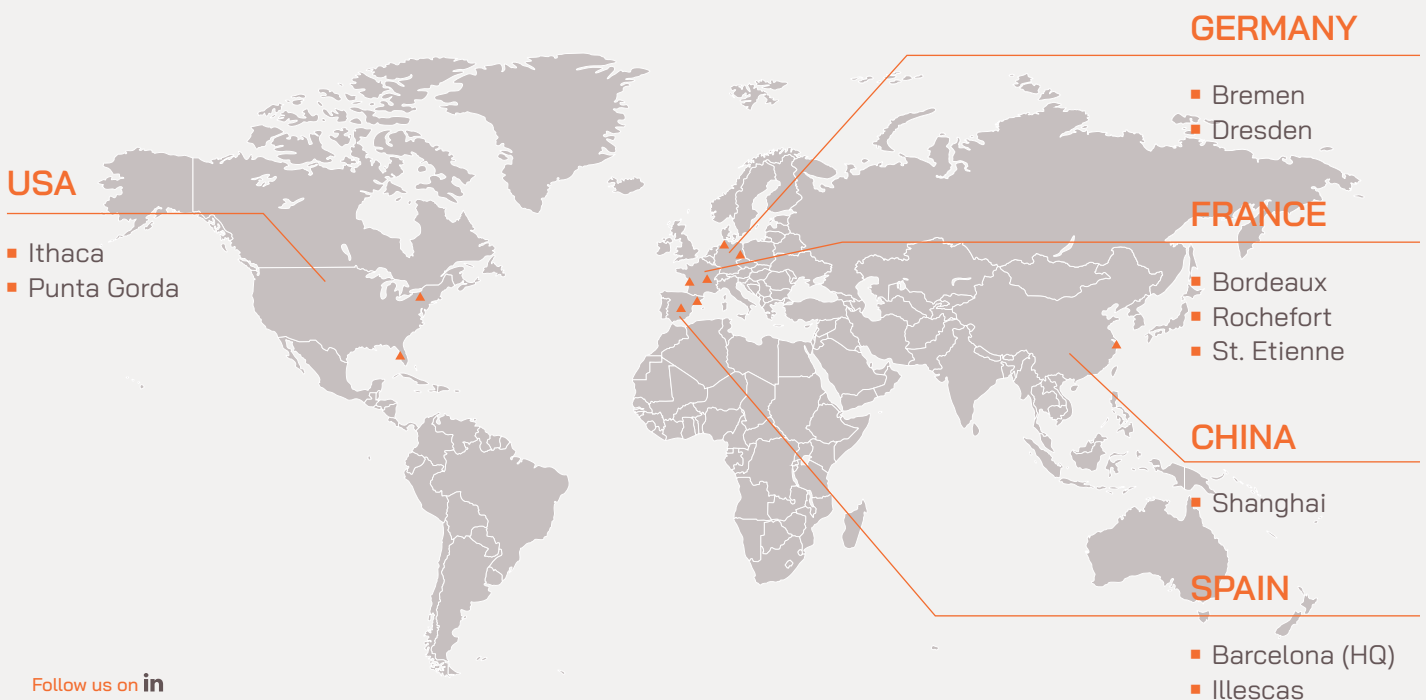 GERMANY
Bremen
Dresden
USA
Ithaca
Punta Gorda
FRANCE
Bordeaux
Rochefort
St. Etienne
CHINA
Shanghai
SPAIN
Barcelona (HQ)
Illescas
Follow us on in